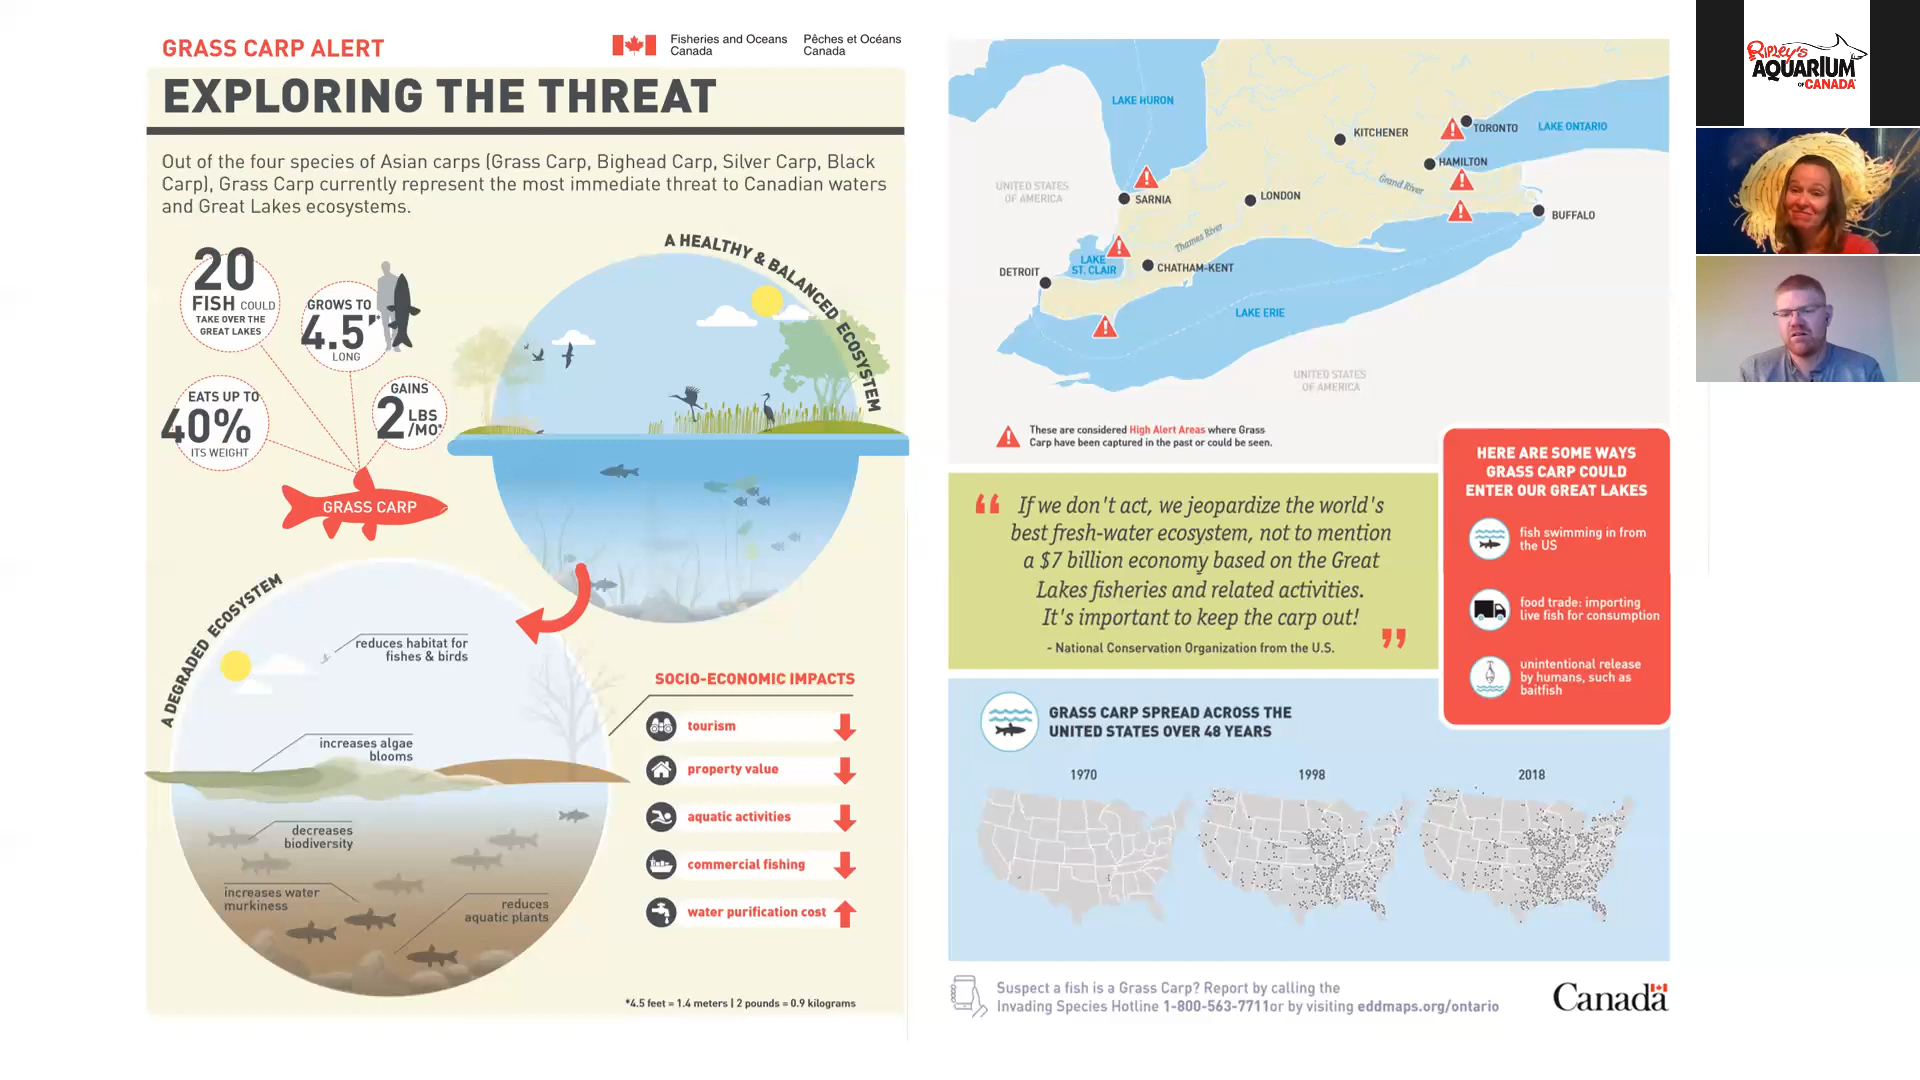 GRASS CARP ALERT
Fisheries and Oceans
Canada
Pêches et Océans
Canada
EXPLORING THE THREAT
Out of the four species of Asian carps (Grass Carp, Bighead Carp, Silver Carp, Black
Carp), Grass Carp currently represent the most immediate threat to Canadian waters
and Great Lakes ecosystems.
20
FISH COULD
TAKE OVER THE
GREAT LAKES
GROWS TO
4.5'*
LONG
EATS UP TO
40%
ITS WEIGHT
GAINS
2 LBS
/MO*
GRASS CARP
A HEALTHY & BALANCED ECOSYSTEM
A DEGRADED ECOSYSTEM
reduces habitat for
fishes & birds
increases algae
blooms
decreases
biodiversity
increases water
murkiness
reduces
aquatic plants
SOCIO-ECONOMIC IMPACTS
tourism
property value
aquatic activities
commercial fishing
water purification cost
*4.5 feet = 1.4 meters | 2 pounds = 0.9 kilograms
LAKE HURON
KITCHENER
TORONTO
LAKE ONTARIO
HAMILTON
Grand River
UNITED STATES
OF AMERICA
SARNIA
LONDON
BUFFALO
Thames River
LAKE
ST. CLAIR
DETROIT
CHATHAM-KENT
LAKE ERIE
UNITED STATES
OF AMERICA
These are considered High Alert Areas where Grass
Carp have been captured in the past or could be seen.
“ If we don't act, we jeopardize the world's
best fresh-water ecosystem, not to mention
a $7 billion economy based on the Great
Lakes fisheries and related activities.
It's important to keep the carp out! ”
- National Conservation Organization from the U.S.
HERE ARE SOME WAYS
GRASS CARP COULD
ENTER OUR GREAT LAKES
fish swimming in from
the US
food trade: importing
live fish for consumption
unintentional release
by humans, such as
baitfish
GRASS CARP SPREAD ACROSS THE
UNITED STATES OVER 48 YEARS
1970
1998
2018
Suspect a fish is a Grass Carp? Report by calling the
Invading Species Hotline 1-800-563-7711or by visiting eddmaps.org/ontario
Canada
Ripley's
AQUARIUM
OF CANADA